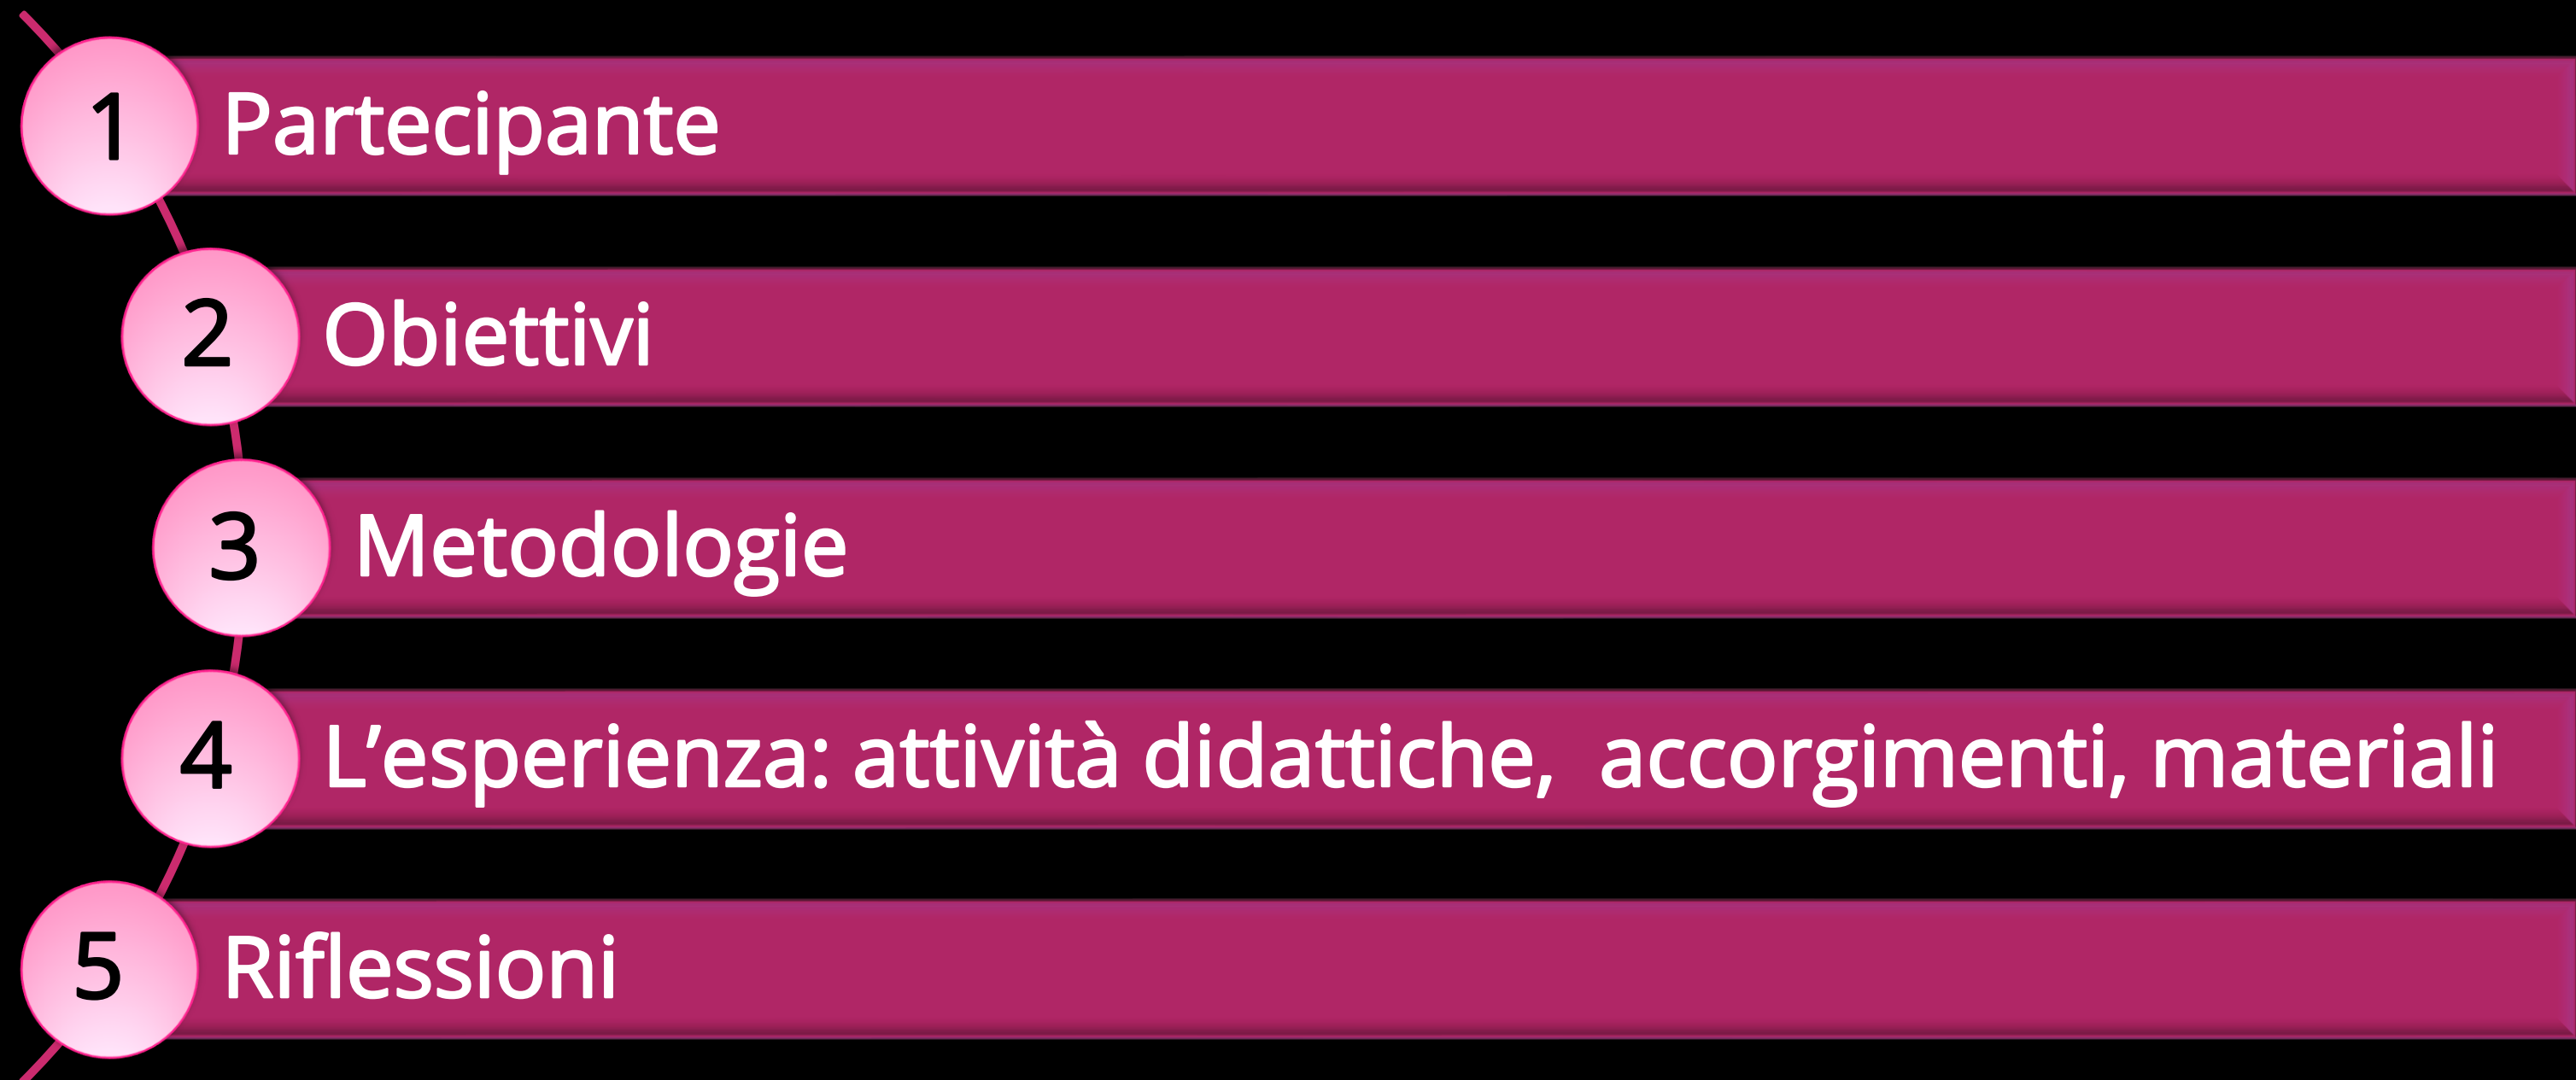 1 Partecipante
2 Obiettivi
3 Metodologie
4 L’esperienza: attività didattiche,  accorgimenti, materiali
5 Riflessioni